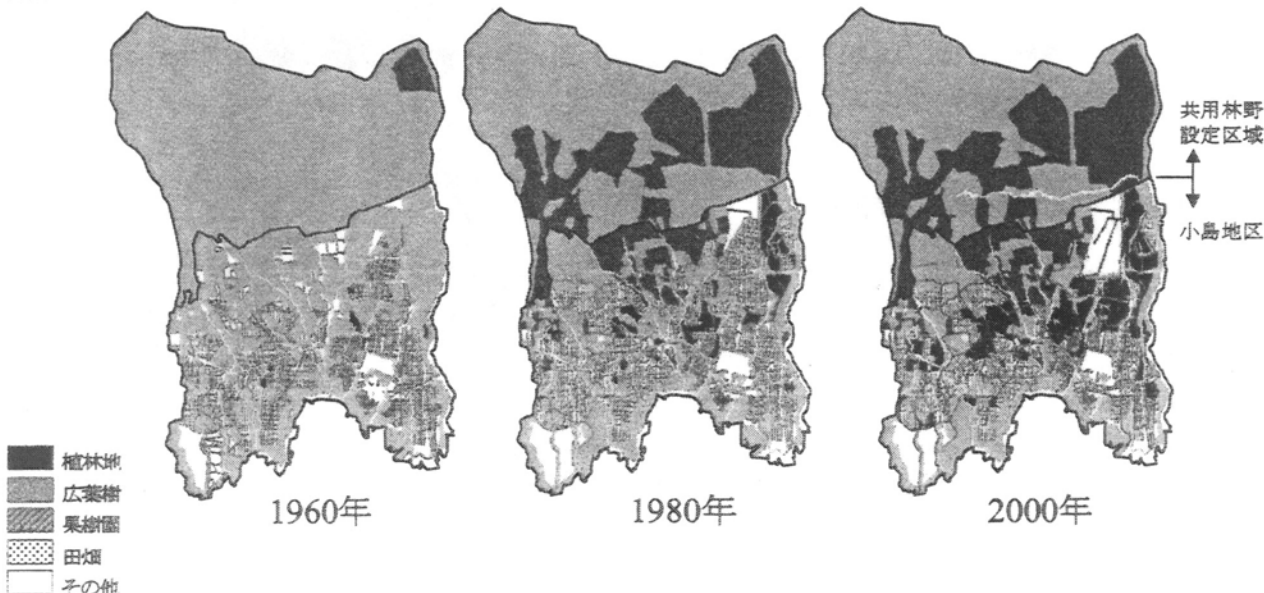 共用林野
設定区域
小島地区
植林地
広葉樹
果樹園
田畑
その他
1960年
1980年
2000年